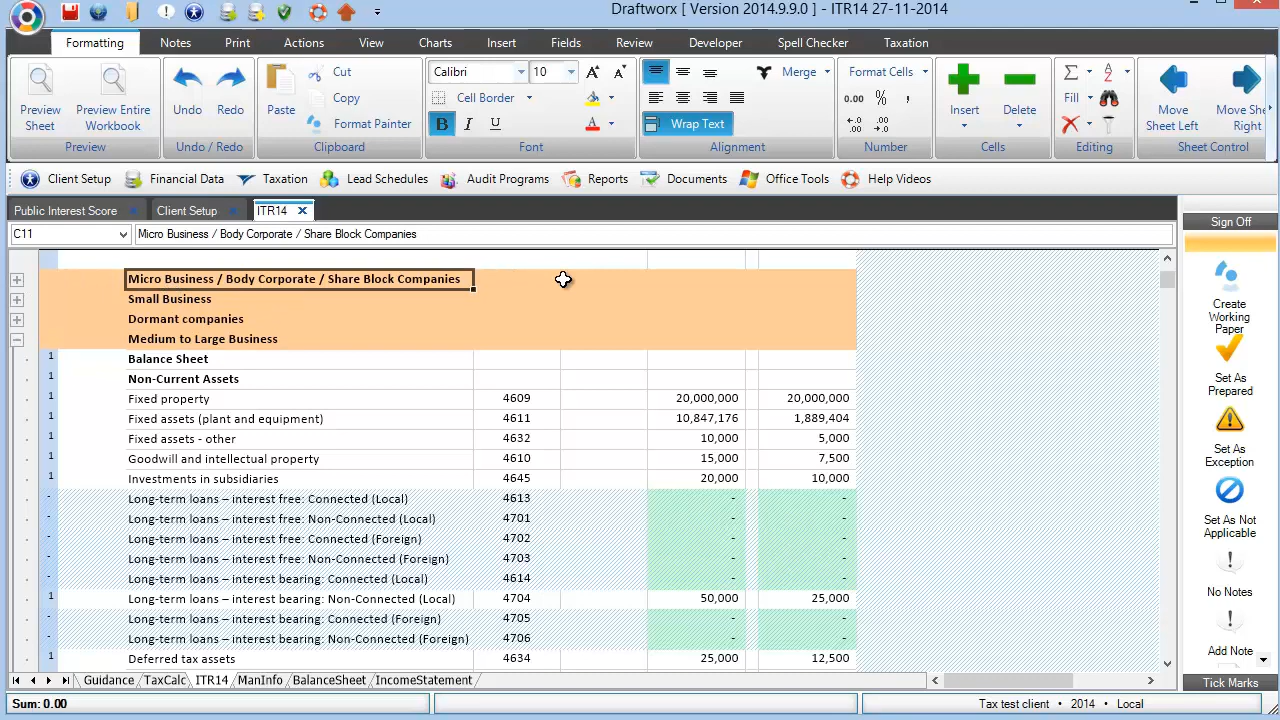 Draftworx [ Version 2014.9.9.0 ] - ITR14 27-11-2014
Formatting Notes Print Actions View Charts Insert Fields Review Developer Spell Checker Taxation
Preview Sheet
Preview Entire Workbook
Preview
Undo Redo
Undo / Redo
Paste
Cut
Copy
Format Painter
Clipboard
Calibri 10
Cell Border
B I U
Font
Merge
Wrap Text
Alignment
Format Cells
0.00 % ,
Number
Insert Delete
Cells
Fill
Editing
Move Sheet Left
Move She Right
Sheet Control
Client Setup Financial Data Taxation Lead Schedules Audit Programs Reports Documents Office Tools Help Videos
Public Interest Score Client Setup ITR14
C11 Micro Business / Body Corporate / Share Block Companies
Micro Business / Body Corporate / Share Block Companies
Small Business
Dormant companies
Medium to Large Business
1 Balance Sheet
1 Non-Current Assets
1 Fixed property 4609 20,000,000 20,000,000
1 Fixed assets (plant and equipment) 4611 10,847,176 1,889,404
1 Fixed assets - other 4632 10,000 5,000
1 Goodwill and intellectual property 4610 15,000 7,500
1 Investments in subsidiaries 4645 20,000 10,000
- Long-term loans – interest free: Connected (Local) 4613 - -
- Long-term loans – interest free: Non-Connected (Local) 4701 - -
- Long-term loans – interest free: Connected (Foreign) 4702 - -
- Long-term loans – interest free: Non-Connected (Foreign) 4703 - -
- Long-term loans – interest bearing: Connected (Local) 4614 - -
1 Long-term loans – interest bearing: Non-Connected (Local) 4704 50,000 25,000
- Long-term loans – interest bearing: Connected (Foreign) 4705 - -
- Long-term loans – interest bearing: Non-Connected (Foreign) 4706 - -
1 Deferred tax assets 4634 25,000 12,500
Guidance TaxCalc ITR14 ManInfo BalanceSheet IncomeStatement
Sign Off
Create Working Paper
Set As Prepared
Set As Exception
Set As Not Applicable
No Notes
Add Note
Tick Marks
Sum: 0.00
Tax test client • 2014 • Local